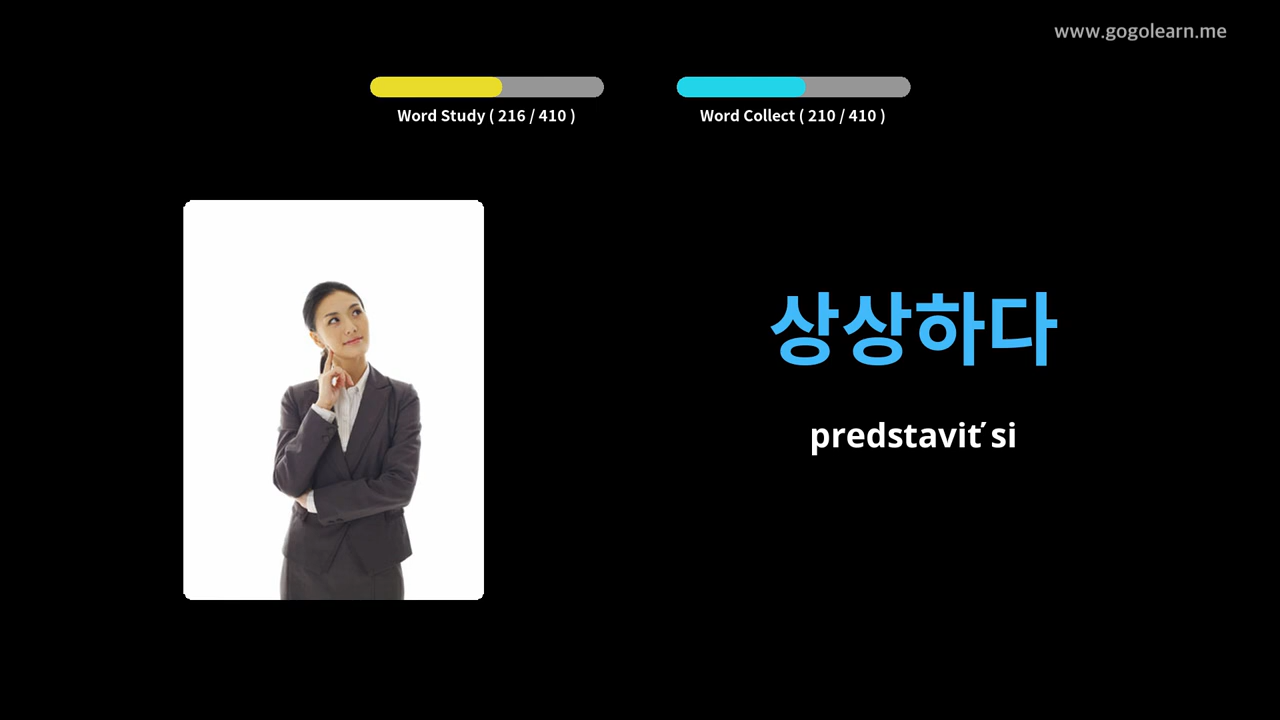 www.gogolearn.me
Word Study ( 216 / 410 )
Word Collect ( 210 / 410 )
상상하다
predstaviť si